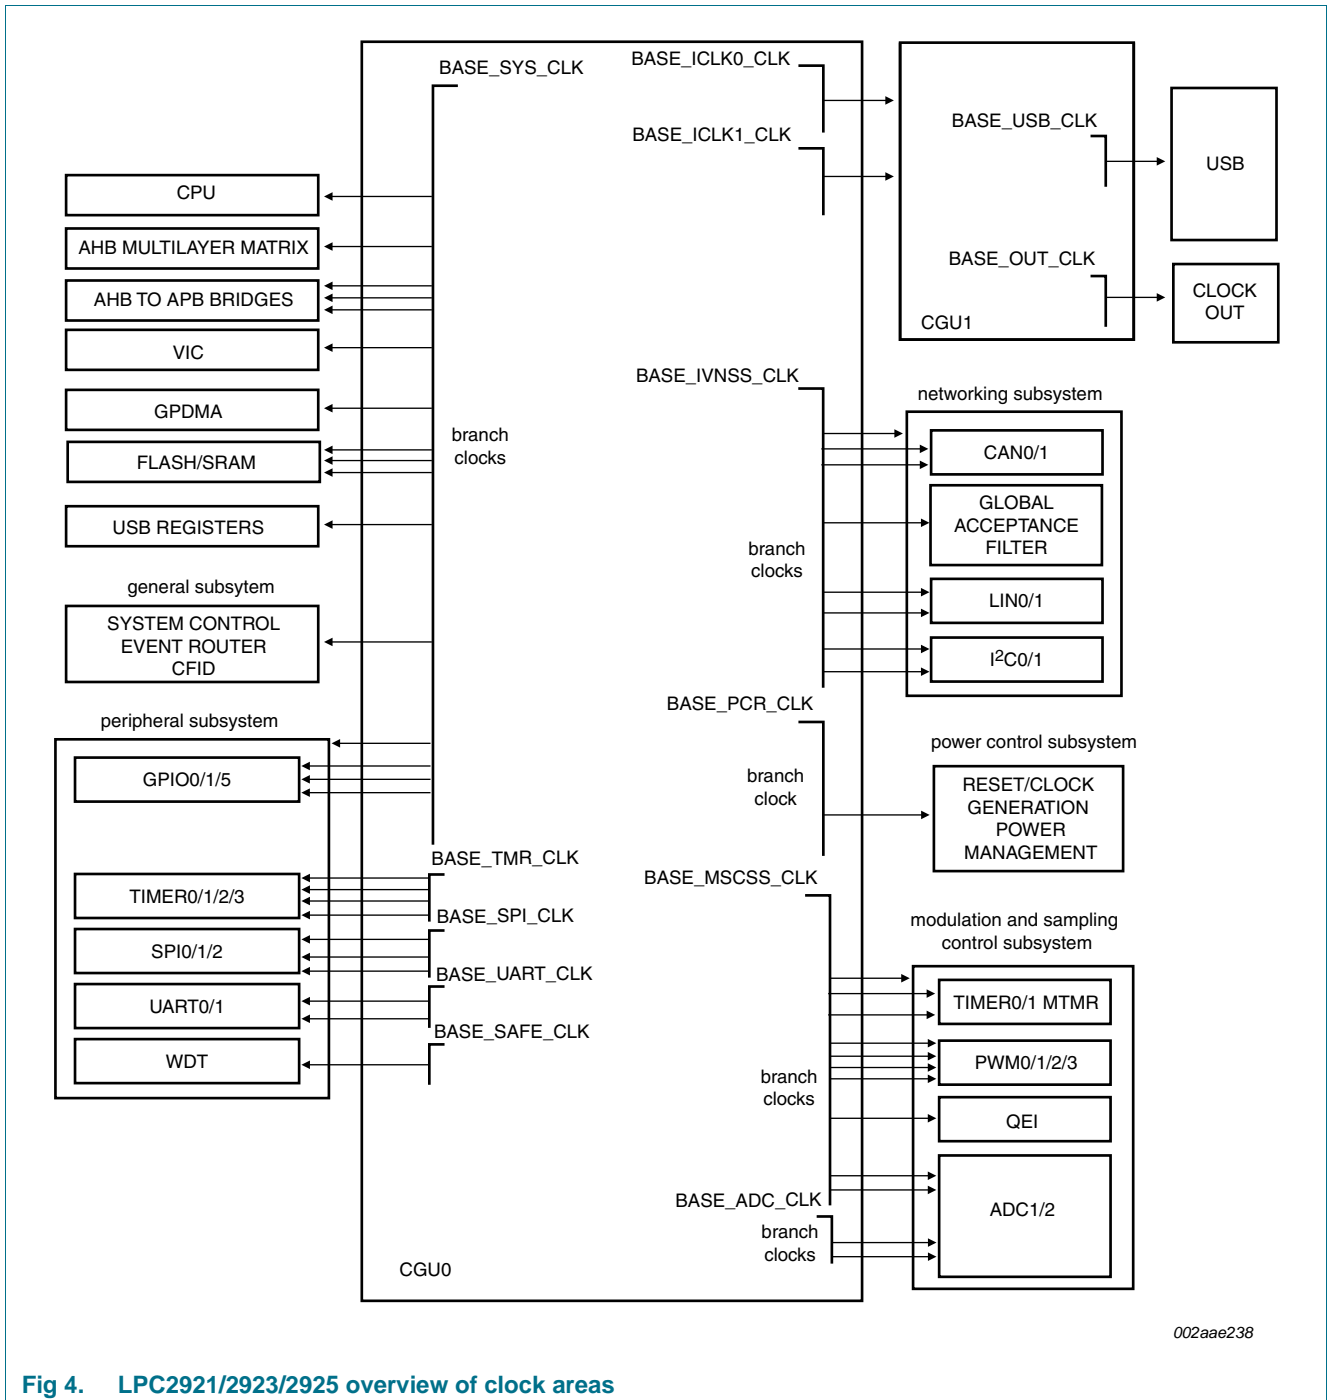 BASE_SYS_CLK
CPU
AHB MULTILAYER MATRIX
AHB TO APB BRIDGES
VIC
GPDMA
FLASH/SRAM
USB REGISTERS
branch
clocks
general subsytem
SYSTEM CONTROL
EVENT ROUTER
CFID
peripheral subsystem
GPIO0/1/5
BASE_TMR_CLK
TIMER0/1/2/3
BASE_SPI_CLK
SPI0/1/2
BASE_UART_CLK
UART0/1
BASE_SAFE_CLK
WDT
CGU0
BASE_ICLK0_CLK
BASE_ICLK1_CLK
BASE_USB_CLK
USB
BASE_OUT_CLK
CLOCK
OUT
CGU1
BASE_IVNSS_CLK
networking subsystem
CAN0/1
GLOBAL
ACCEPTANCE
FILTER
branch
clocks
LIN0/1
I²C0/1
BASE_PCR_CLK
power control subsystem
branch
clock
RESET/CLOCK
GENERATION
POWER
MANAGEMENT
BASE_MSCSS_CLK
modulation and sampling
control subsystem
TIMER0/1 MTMR
PWM0/1/2/3
branch
clocks
QEI
BASE_ADC_CLK
ADC1/2
branch
clocks
002aae238
Fig 4. LPC2921/2923/2925 overview of clock areas